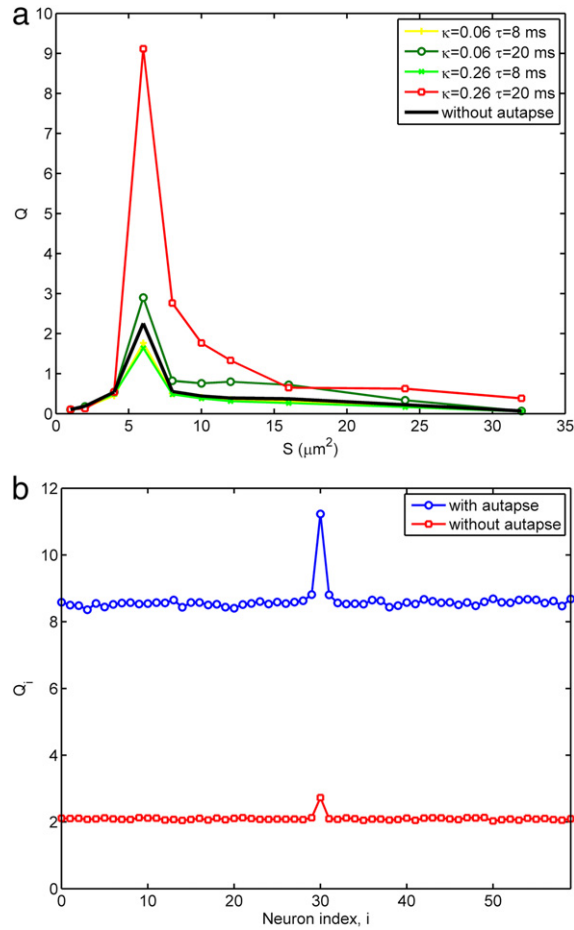 a
10
9
8
7
6
5
4
3
2
1
0
Q
κ=0.06 τ=8 ms
κ=0.06 τ=20 ms
κ=0.26 τ=8 ms
κ=0.26 τ=20 ms
without autapse
0 5 10 15 20 25 30 35
S (μm²)
b
12
10
8
6
4
2
0
Qᵢ
with autapse
without autapse
0 10 20 30 40 50
Neuron index, i